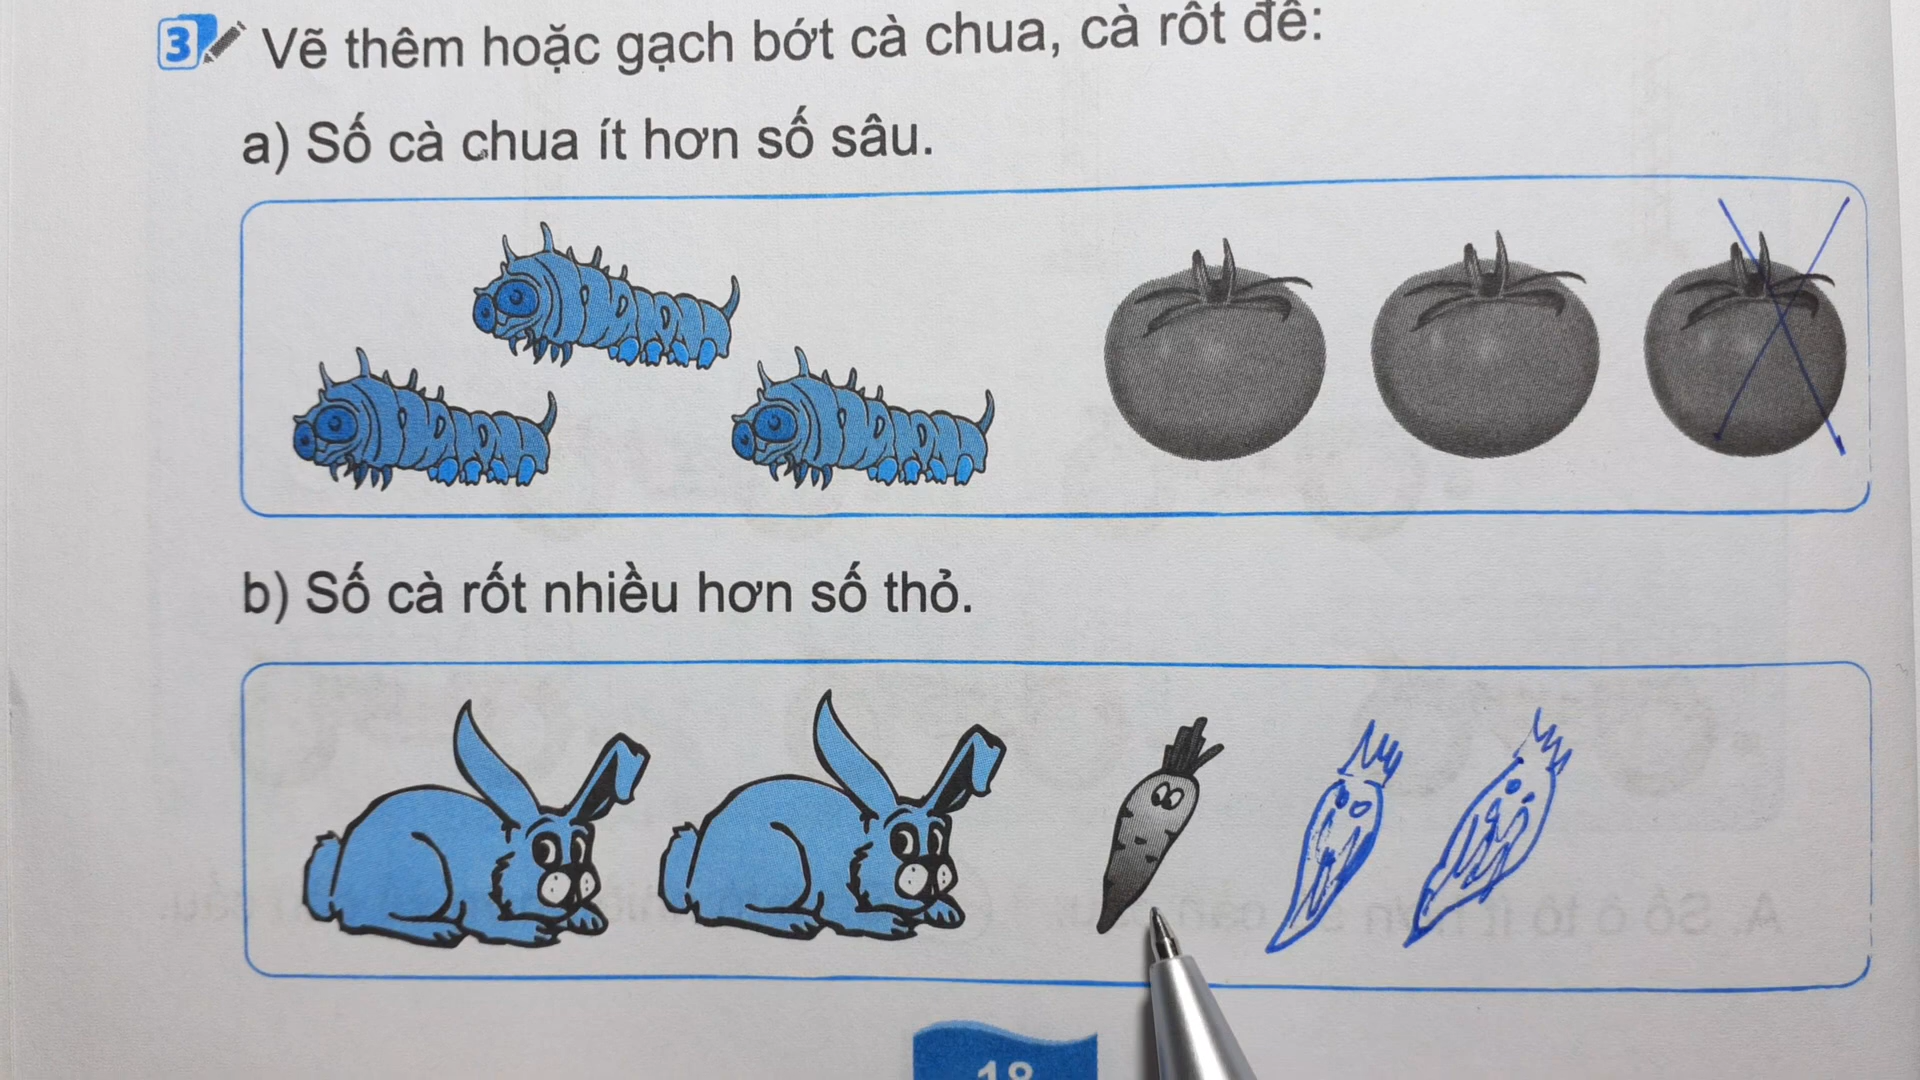 3 Vẽ thêm hoặc gạch bớt cà chua, cà rốt để:
a) Số cà chua ít hơn số sâu.
b) Số cà rốt nhiều hơn số thỏ.